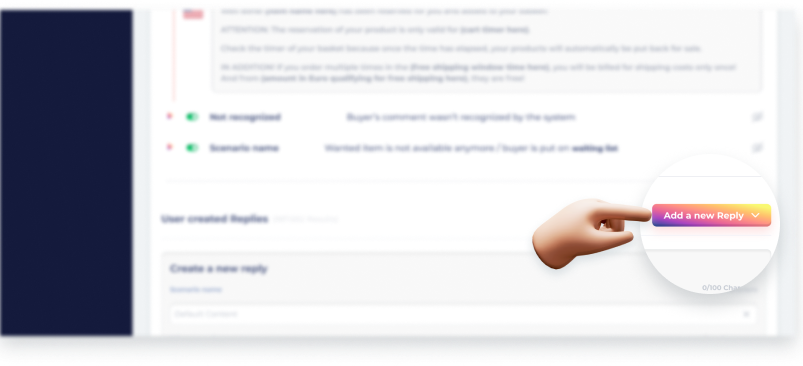 ATTENTION: The reservation of your product is only valid for (cart timer here).
Check the timer of your basket because once the time has elapsed, your products will automatically be put back for sale.
IN ADDITION: If you enter multiple times in the (free shipping window time here), you will be billed for shipping costs only once!
And from (amount in Euro qualifying for free shipping here), they are free!
Not recognized Buyer's comment wasn't recognized by the system
Scenario name Wanted item is not available anymore / buyer is put on waiting list
User created Replies
Add a new Reply
Create a new reply
Scenario name
0/100
Default Content